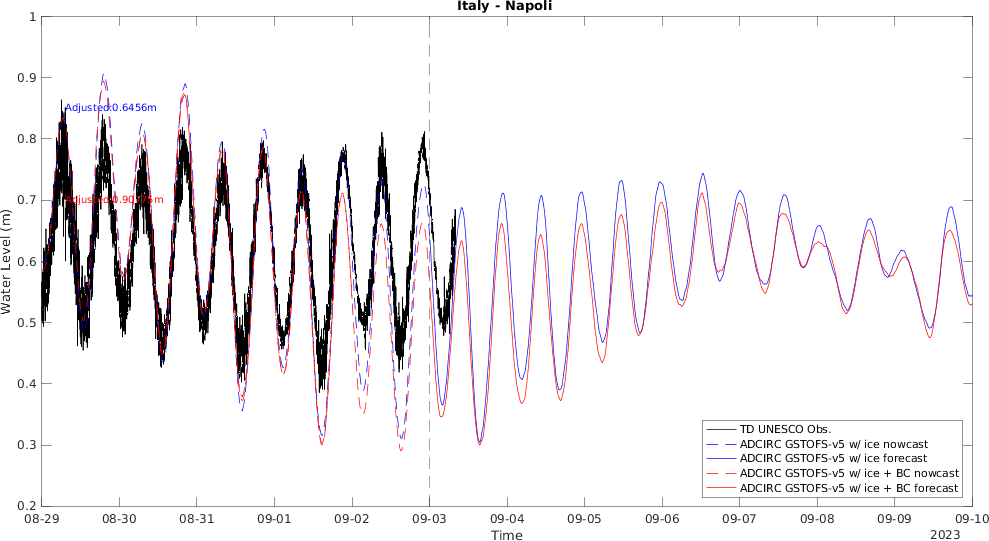 Italy - Napoli
Water Level (m)
1
0.9
0.8
0.7
0.6
0.5
0.4
0.3
0.2
Adjusted:0.6456m
08-29
08-30
08-31
09-01
09-02
09-03
09-04
09-05
09-06
09-07
09-08
09-09
09-10
Time
2023
TD UNESCO Obs.
ADCIRC GSTOFS-v5 w/ ice nowcast
ADCIRC GSTOFS-v5 w/ ice forecast
ADCIRC GSTOFS-v5 w/ ice + BC nowcast
ADCIRC GSTOFS-v5 w/ ice + BC forecast